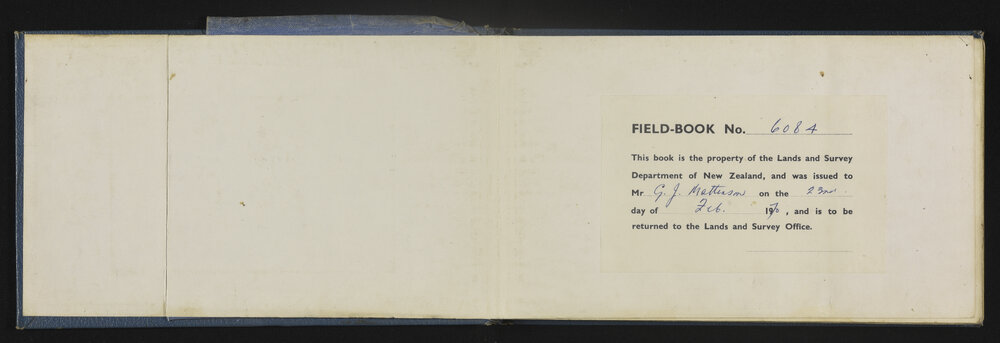 FIELD-BOOK No. 6084
This book is the property of the Lands and Survey
Department of New Zealand, and was issued to
Mr G. J. Matteson on the 23rd
day of Feb. 1970, and is to be
returned to the Lands and Survey Office.